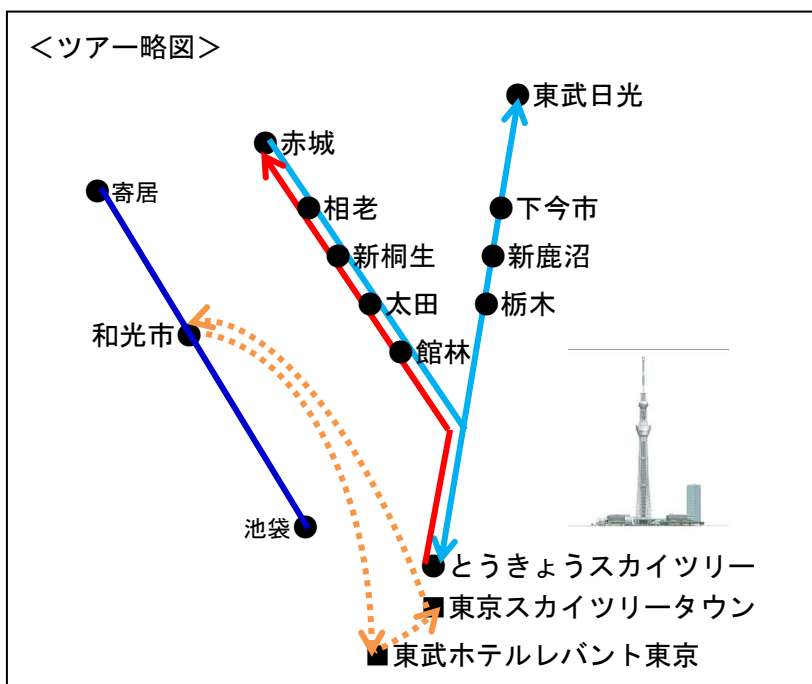 <ツアー略図>
東武日光
赤城
寄居
相老
下今市
新桐生
新鹿沼
太田
栃木
和光市
館林
池袋
とうきょうスカイツリー
東京スカイツリータウン
東武ホテルレバント東京